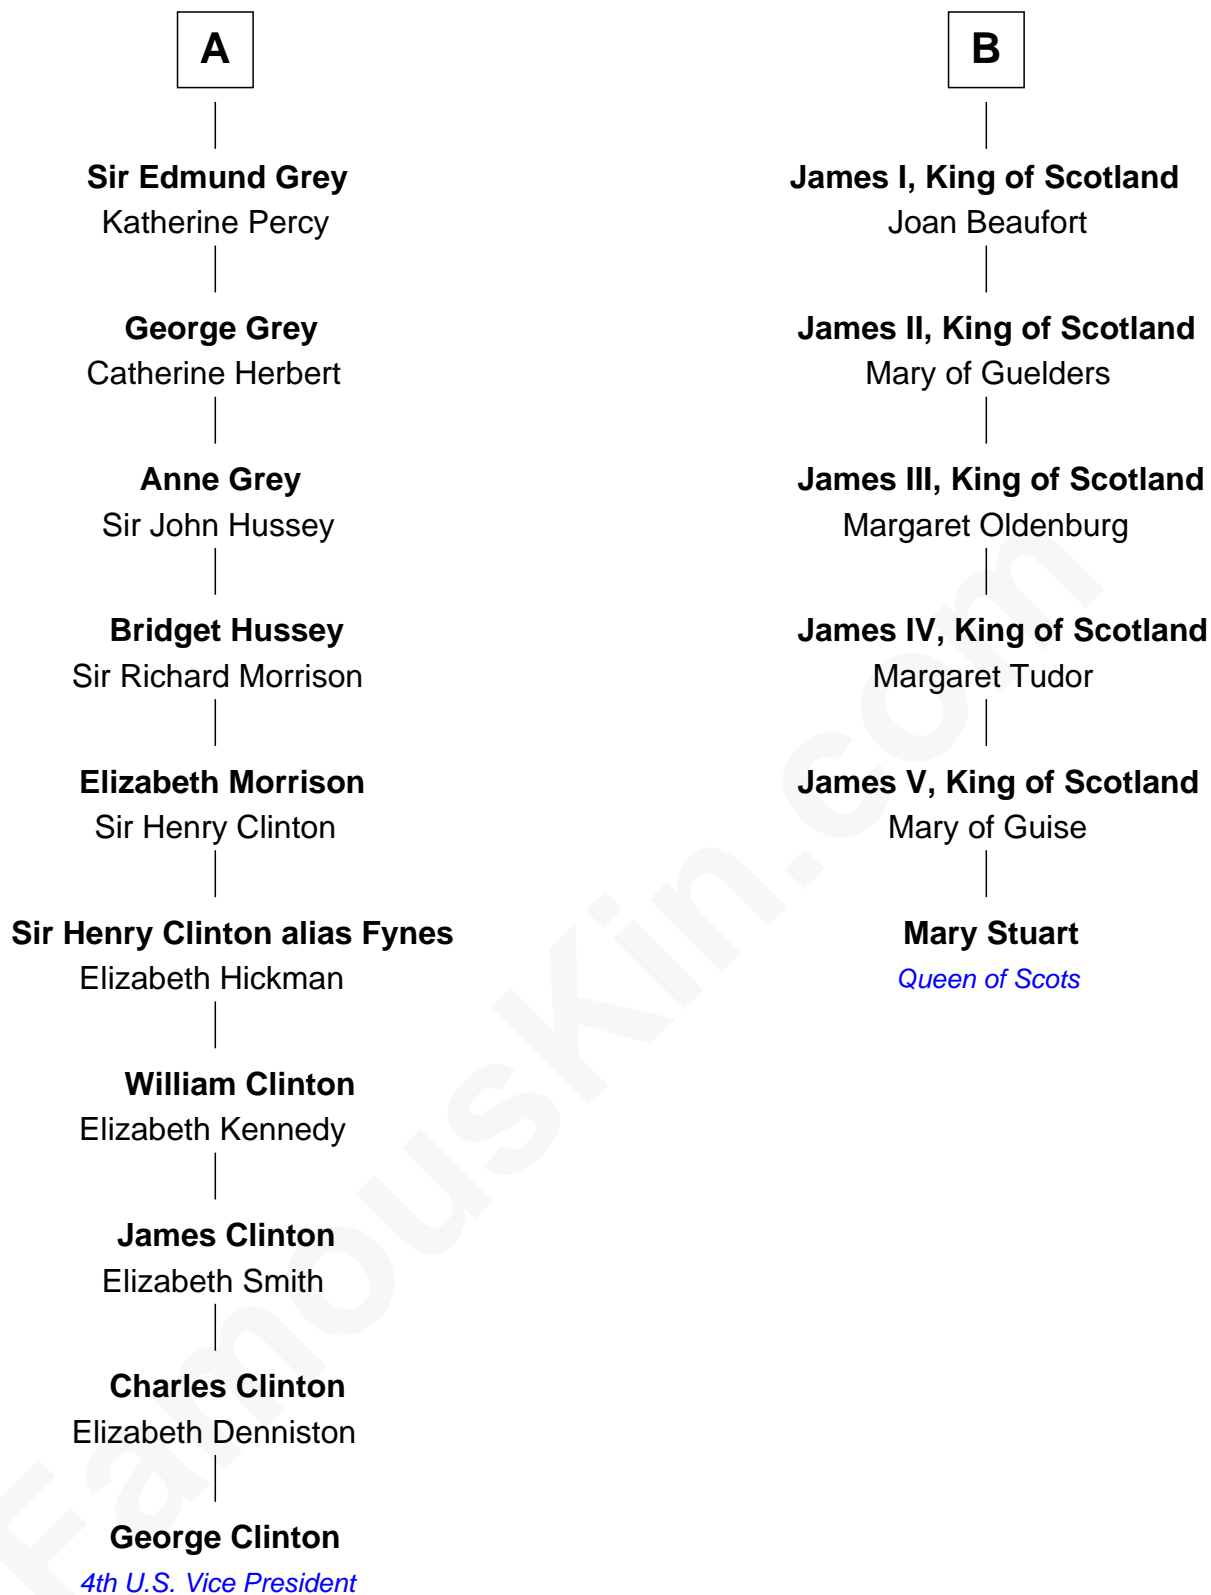 A
Sir Edmund Grey
Katherine Percy
George Grey
Catherine Herbert
Anne Grey
Sir John Hussey
Bridget Hussey
Sir Richard Morrison
Elizabeth Morrison
Sir Henry Clinton
Sir Henry Clinton alias Fynes
Elizabeth Hickman
William Clinton
Elizabeth Kennedy
James Clinton
Elizabeth Smith
Charles Clinton
Elizabeth Denniston
George Clinton
4th U.S. Vice President
B
James I, King of Scotland
Joan Beaufort
James II, King of Scotland
Mary of Guelders
James III, King of Scotland
Margaret Oldenburg
James IV, King of Scotland
Margaret Tudor
James V, King of Scotland
Mary of Guise
Mary Stuart
Queen of Scots
FamousKin.com